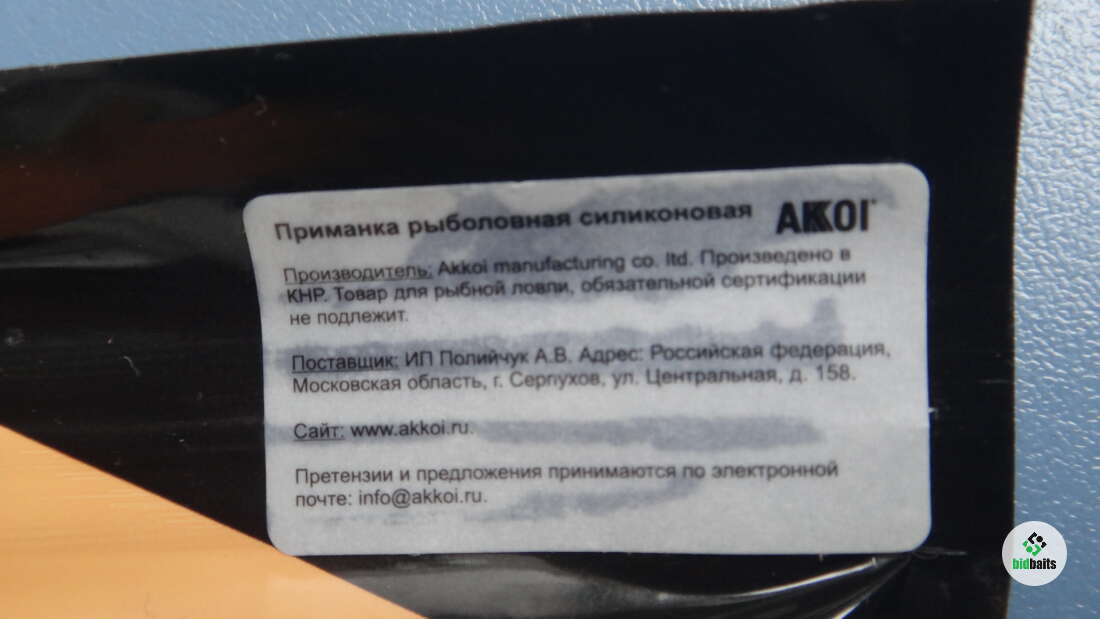 Приманка рыболовная силиконовая AKKOI
Производитель: Akkoi manufacturing co. ltd. Произведено в
КНР. Товар для рыбной ловли, обязательной сертификации
не подлежит.
Поставщик: ИП Полийчук А.В. Адрес: Российская федерация,
Московская область, г. Серпухов, ул. Центральная, д. 158.
Сайт: www.akkoi.ru.
Претензии и предложения принимаются по электронной
почте: info@akkoi.ru.
bidbaits